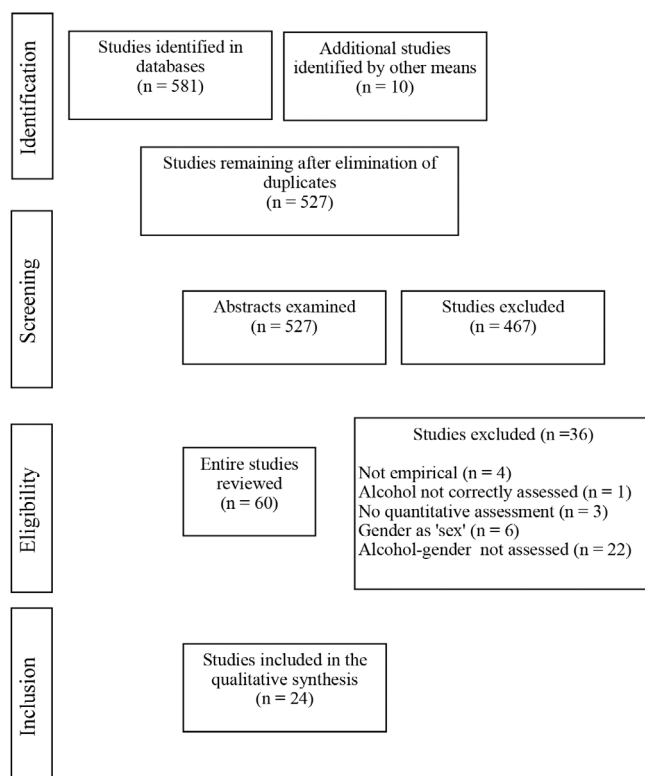 Identification
Studies identified in
databases
(n = 581)
Additional studies
identified by other means
(n = 10)
Studies remaining after elimination of
duplicates
(n = 527)
Screening
Abstracts examined
(n = 527)
Studies excluded
(n = 467)
Eligibility
Entire studies
reviewed
(n = 60)
Studies excluded (n =36)
Not empirical (n = 4)
Alcohol not correctly assessed (n = 1)
No quantitative assessment (n = 3)
Gender as 'sex' (n = 6)
Alcohol-gender not assessed (n = 22)
Inclusion
Studies included in the
qualitative synthesis
(n = 24)